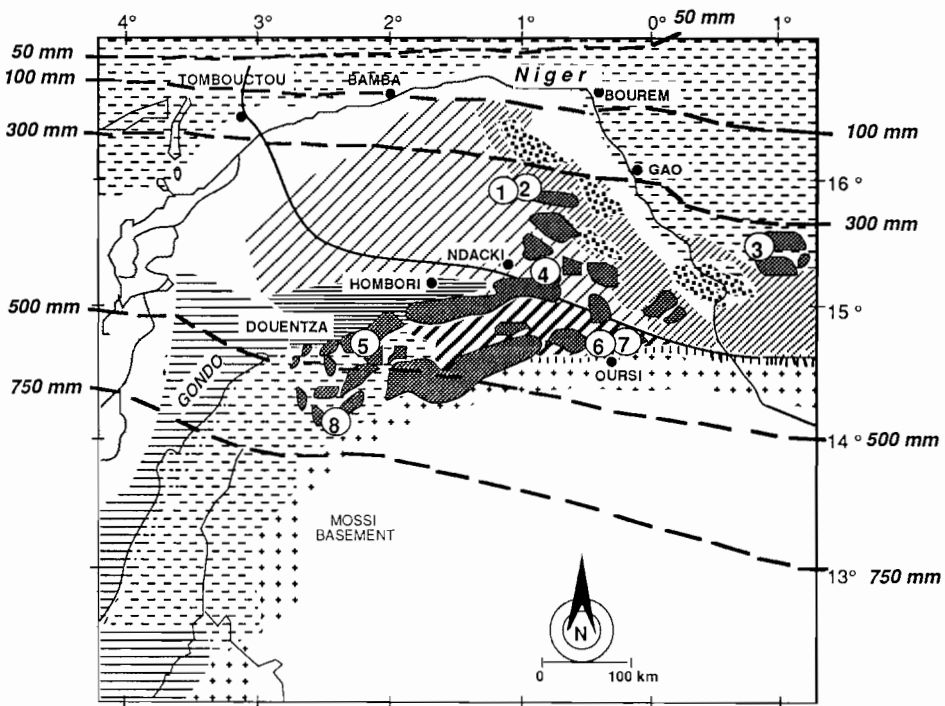 4° 3° 2° 1° 0° 50 mm 1°
50 mm
100 mm
TOMBOUCTOU BAMBA Niger
BOUREM
300 mm
100 mm
GAO
16°
1 2
300 mm
3
NDACKI
4
HOMBORI
500 mm
15°
DOUENTZA
5
6 7
OURSI
750 mm
GONDO
8
14° 500 mm
MOSSI
BASEMENT
13° 750 mm
N
0 100 km